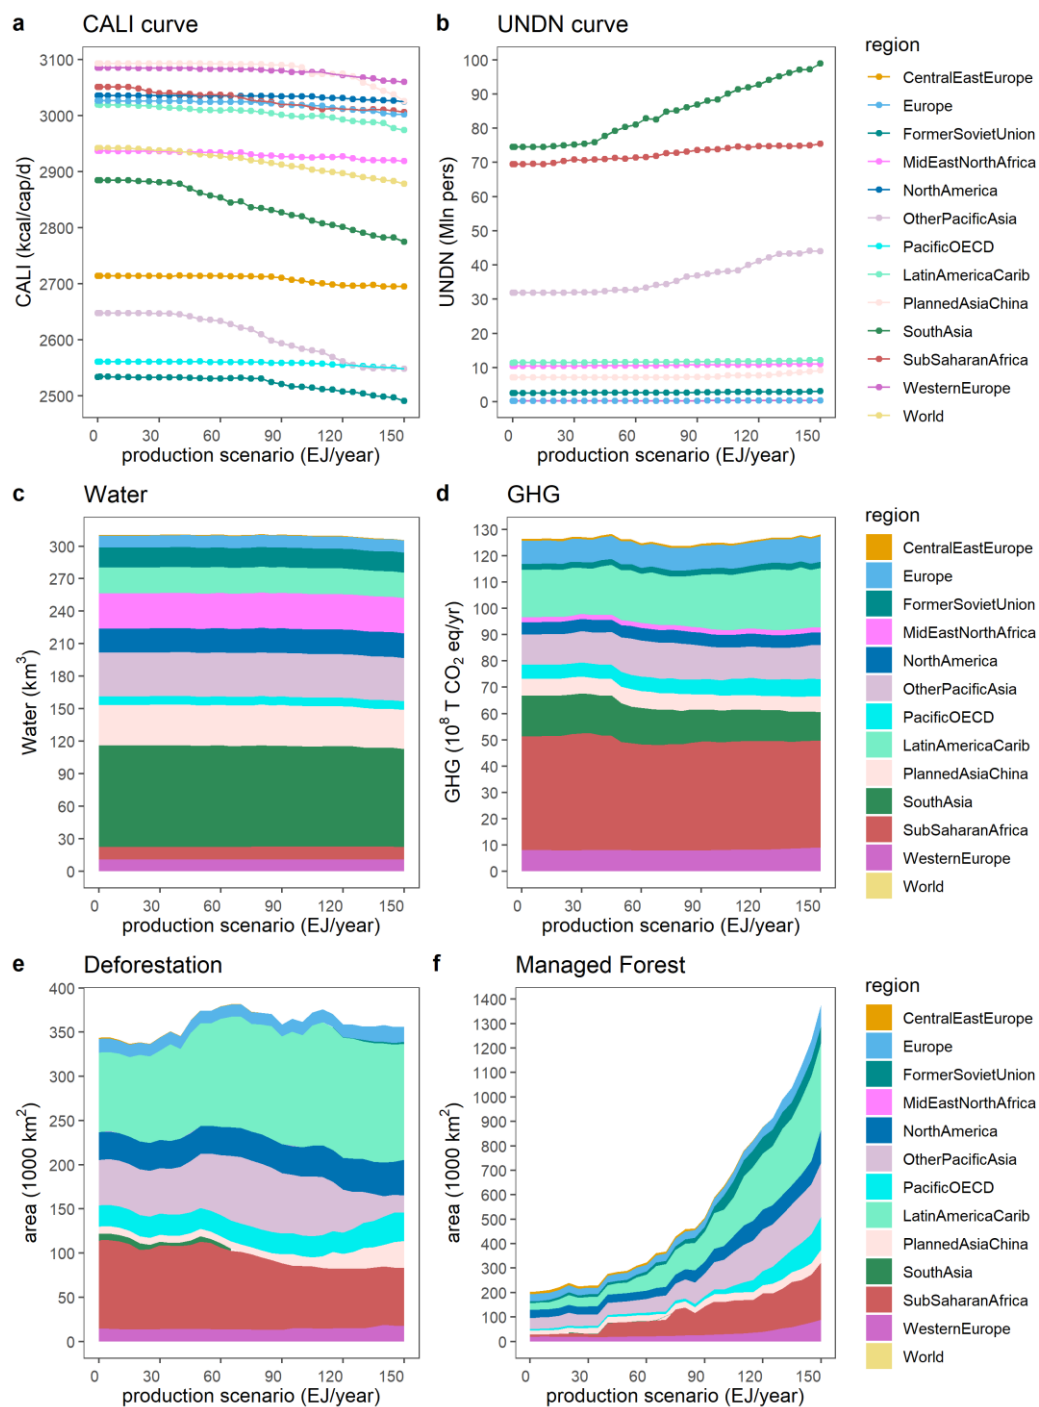 a CALI curve
CALI (kcal/cap/d)
3100
3000
2900
2800
2700
2600
2500
0 30 60 90 120 150
production scenario (EJ/year)
b UNDN curve
UNDN (Mln pers)
100
90
80
70
60
50
40
30
20
10
0
0 30 60 90 120 150
production scenario (EJ/year)
region
CentralEastEurope
Europe
FormerSovietUnion
MidEastNorthAfrica
NorthAmerica
OtherPacificAsia
PacificOECD
LatinAmericaCarib
PlannedAsiaChina
SouthAsia
SubSaharanAfrica
WesternEurope
World
c Water
Water (km³)
300
270
240
210
180
150
120
90
60
30
0
0 30 60 90 120 150
production scenario (EJ/year)
d GHG
GHG (10⁸ T CO₂ eq/yr)
130
120
110
100
90
80
70
60
50
40
30
20
10
0
0 30 60 90 120 150
production scenario (EJ/year)
region
CentralEastEurope
Europe
FormerSovietUnion
MidEastNorthAfrica
NorthAmerica
OtherPacificAsia
PacificOECD
LatinAmericaCarib
PlannedAsiaChina
SouthAsia
SubSaharanAfrica
WesternEurope
World
e Deforestation
area (1000 km²)
400
350
300
250
200
150
100
50
0
0 30 60 90 120 150
production scenario (EJ/year)
f Managed Forest
area (1000 km²)
1400
1300
1200
1100
1000
900
800
700
600
500
400
300
200
100
0
0 30 60 90 120 150
production scenario (EJ/year)
region
CentralEastEurope
Europe
FormerSovietUnion
MidEastNorthAfrica
NorthAmerica
OtherPacificAsia
PacificOECD
LatinAmericaCarib
PlannedAsiaChina
SouthAsia
SubSaharanAfrica
WesternEurope
World